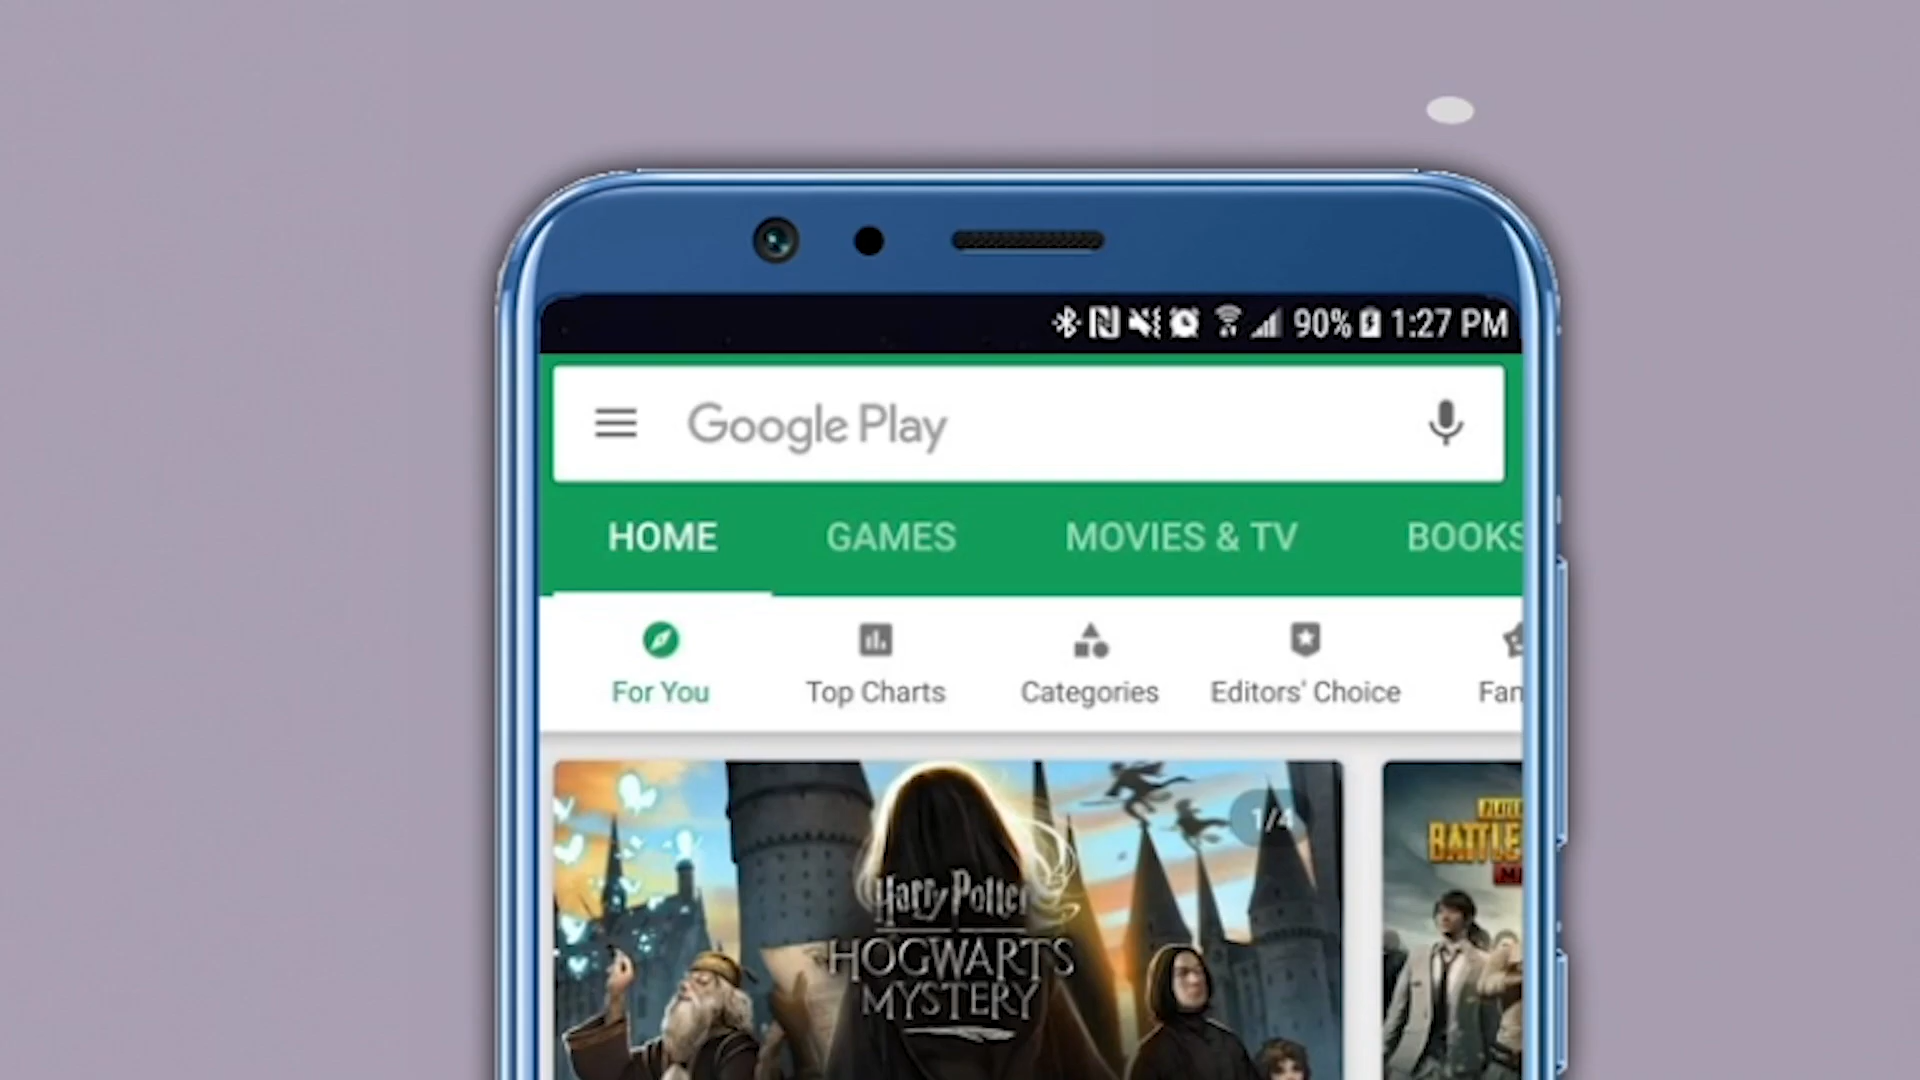 90% 1:27 PM
Google Play
HOME GAMES MOVIES & TV BOOKS
For You Top Charts Categories Editors' Choice Fam
1/4
Harry Potter
HOGWARTS
MYSTERY
BATTLE